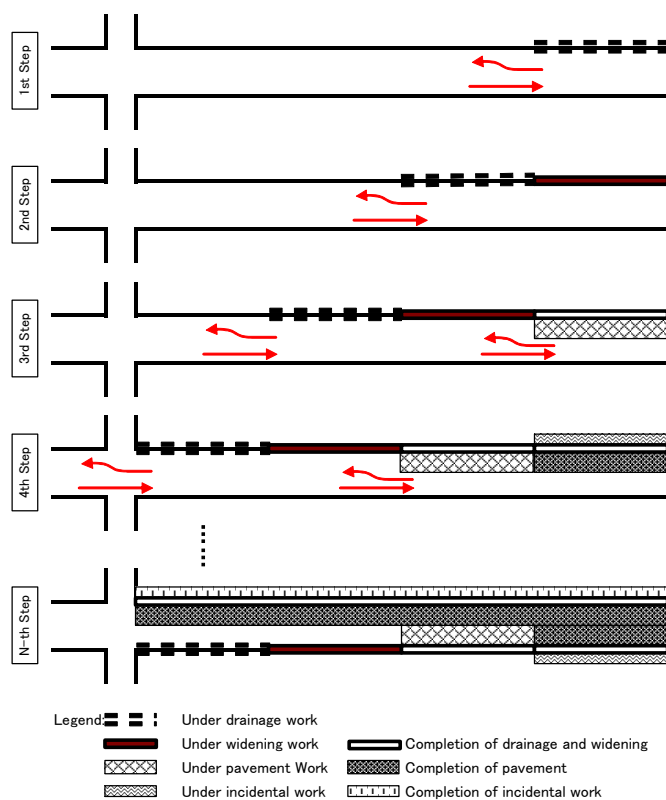 1st Step
2nd Step
3rd Step
4th Step
N-th Step
Legend:
Under drainage work
Under widening work
Completion of drainage and widening
Under pavement Work
Completion of pavement
Under incidental work
Completion of incidental work